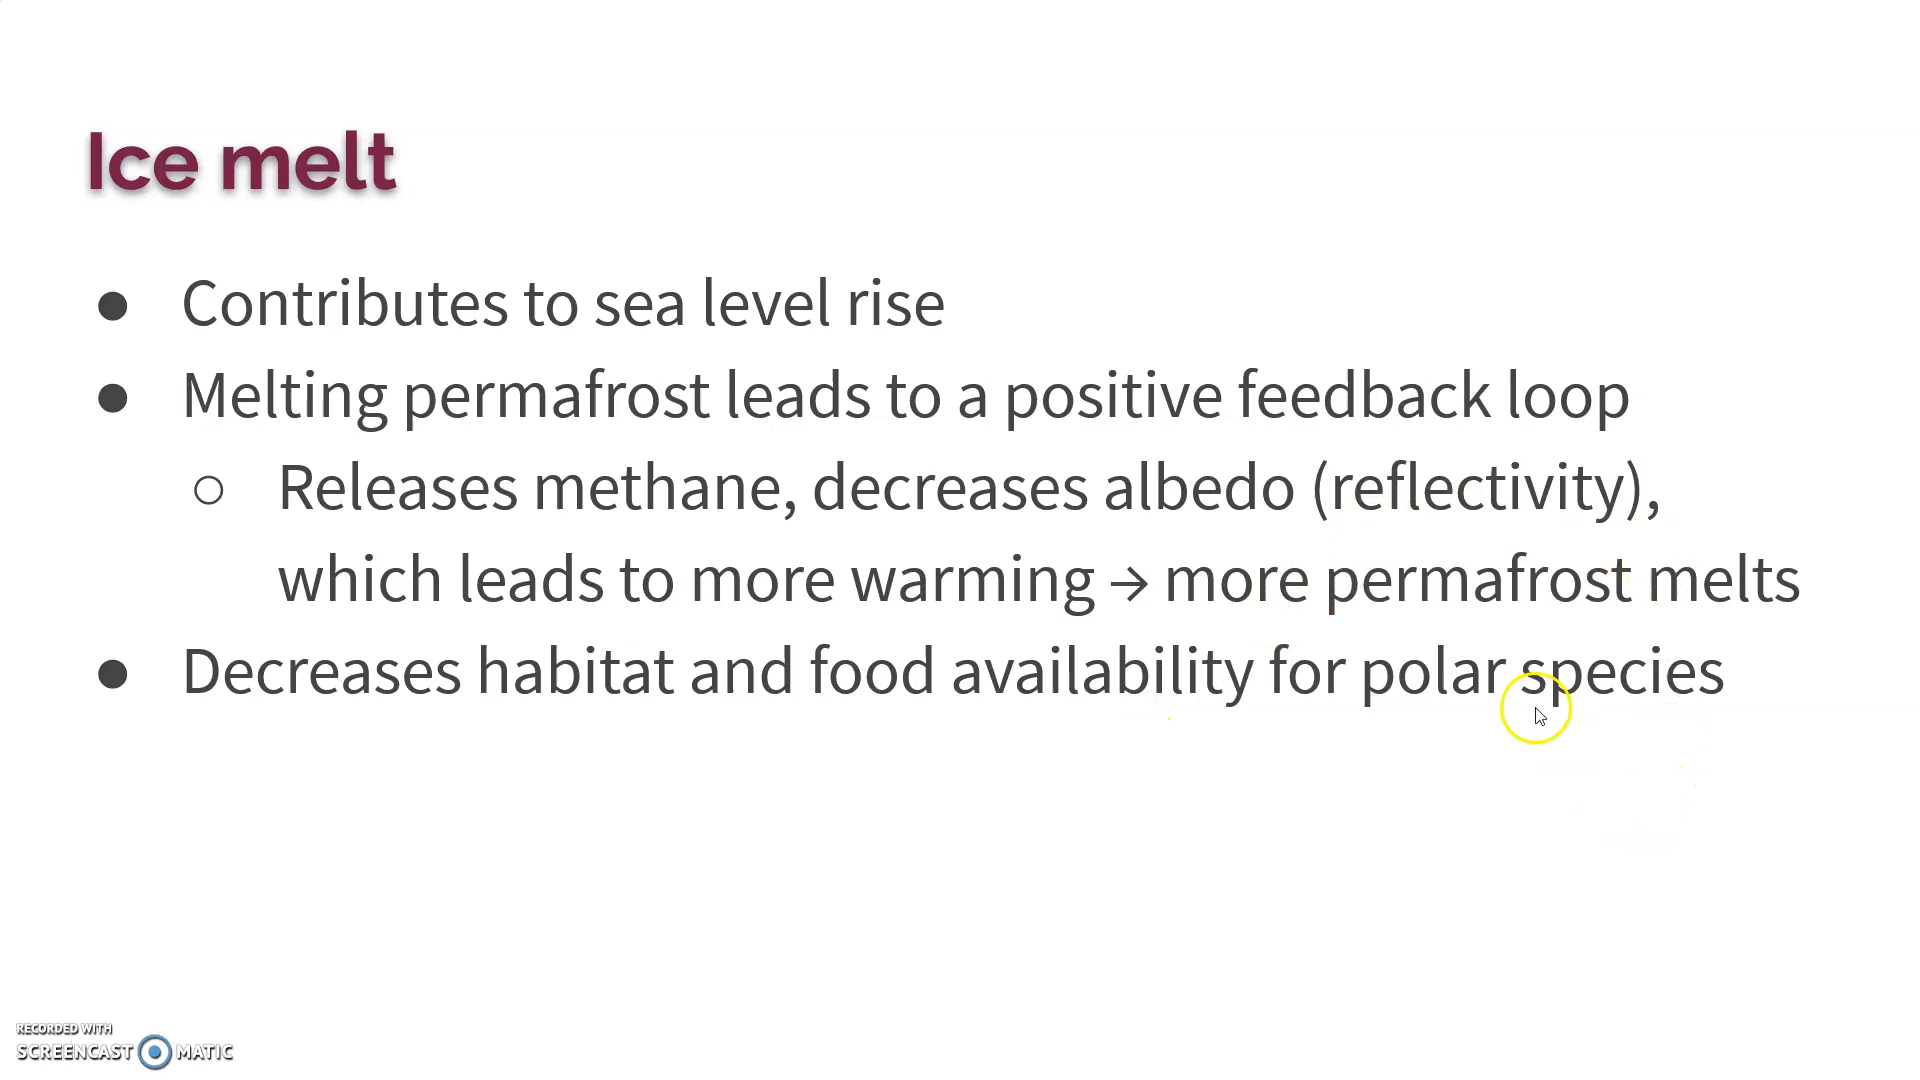 Ice melt
● Contributes to sea level rise
● Melting permafrost leads to a positive feedback loop
○ Releases methane, decreases albedo (reflectivity),
which leads to more warming → more permafrost melts
● Decreases habitat and food availability for polar species
RECORDED WITH
SCREENCAST MATIC